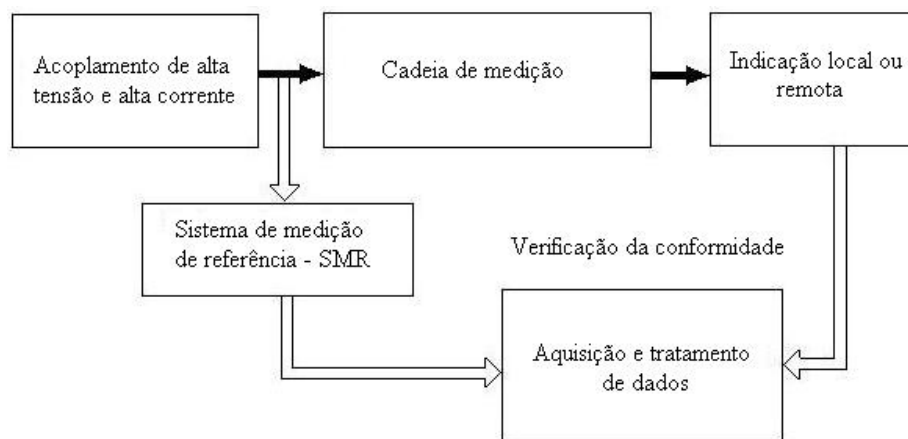 Acoplamento de alta
tensão e alta corrente
Cadeia de medição
Indicação local ou
remota
Sistema de medição
de referência - SMR
Verificação da conformidade
Aquisição e tratamento
de dados